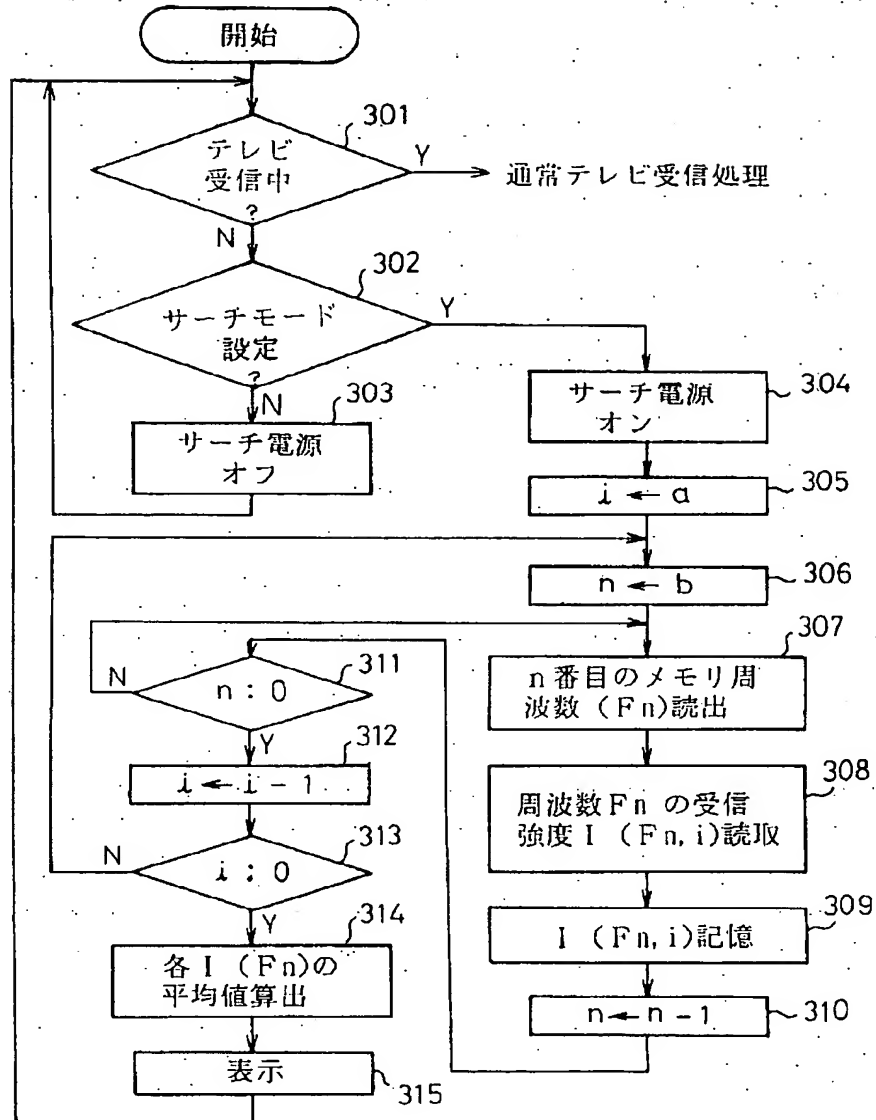 開始
301
テレビ
受信中
?
Y
通常テレビ受信処理
N
302
サーチモード
設定
?
Y
N
303
サーチ電源
オフ
304
サーチ電源
オン
305
i ← a
306
n ← b
307
n番目のメモリ周
波数 (Fn)読出
308
周波数Fn の受信
強度 I (Fn, i)読取
309
I (Fn, i)記憶
310
n ← n - 1
311
n : 0
N
Y
312
i ← i - 1
313
i : 0
N
Y
314
各 I (Fn)の
平均値算出
表示
315